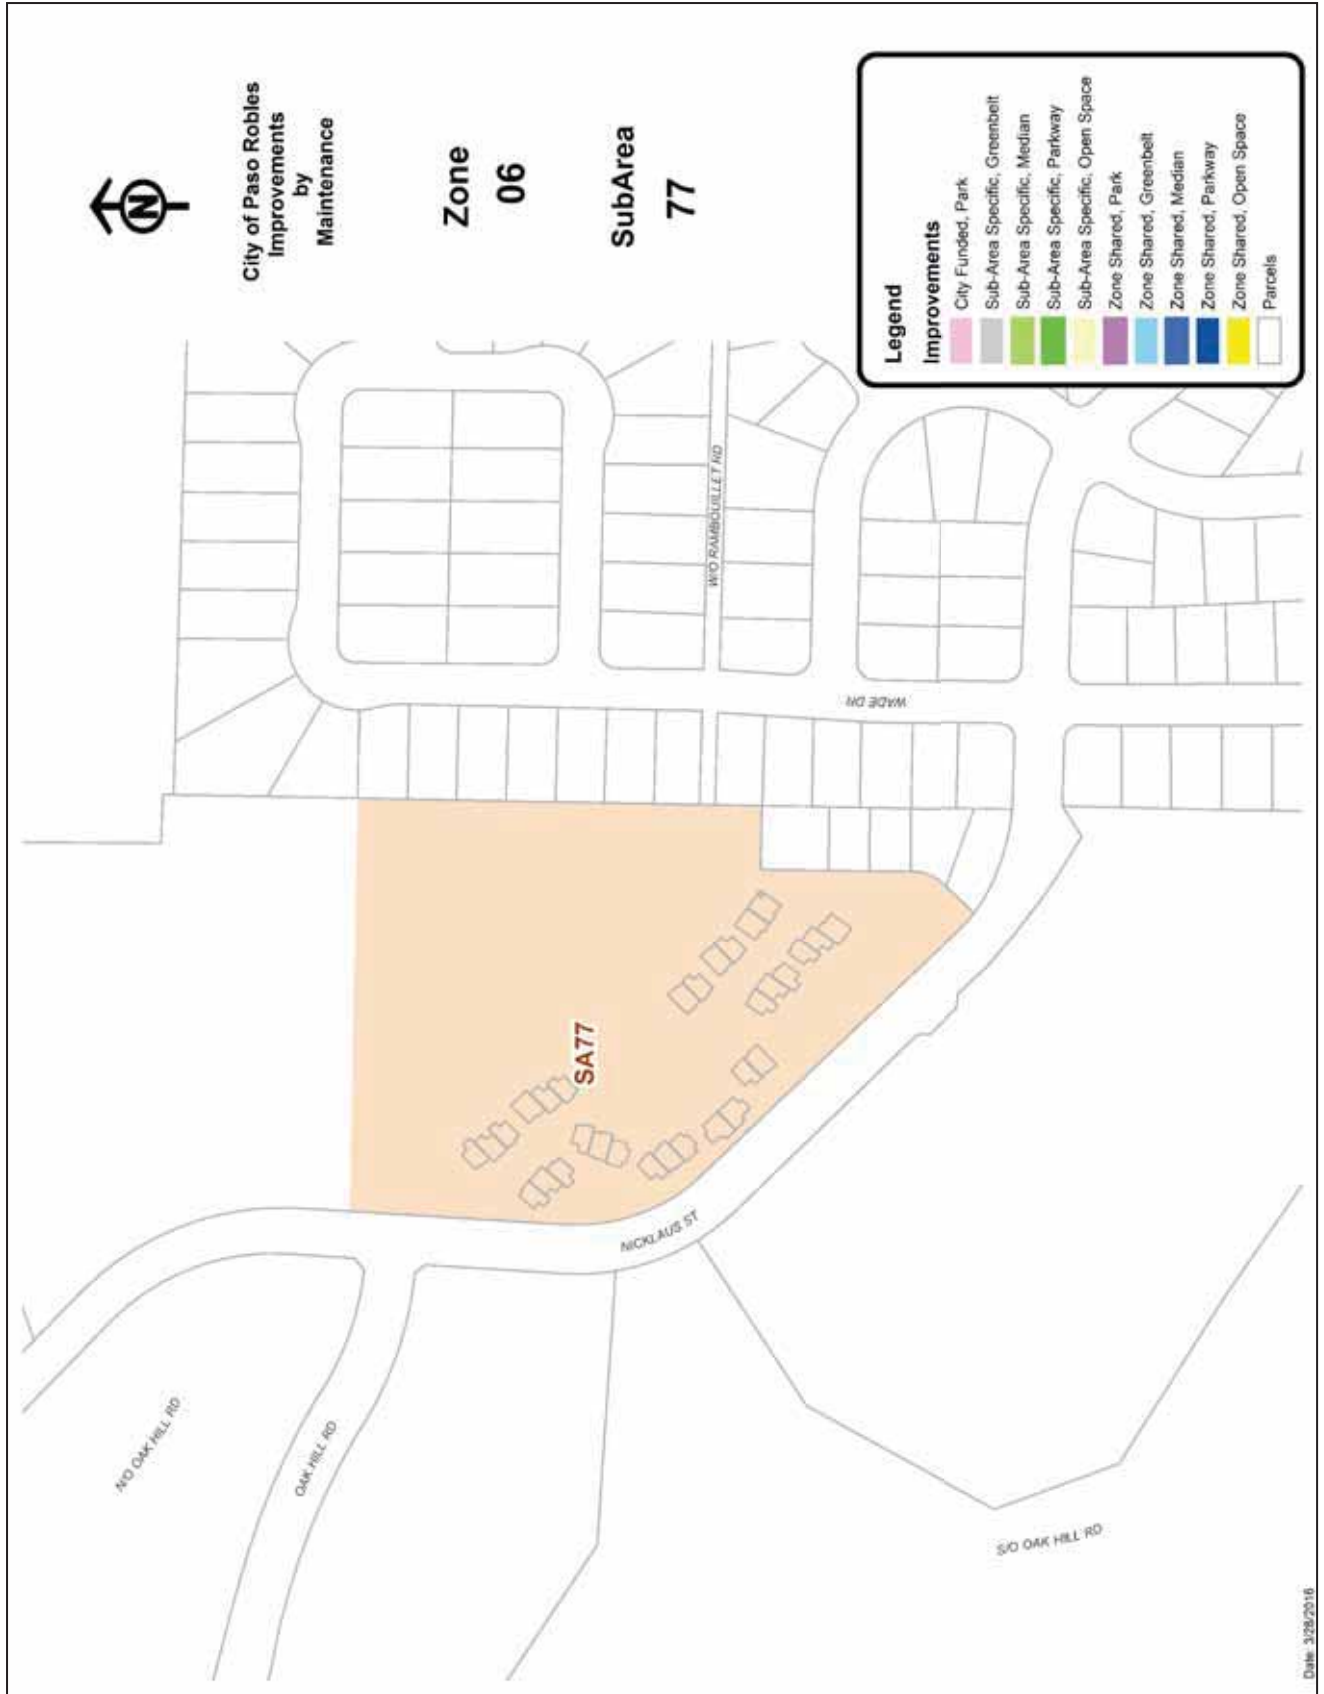 N
City of Paso Robles
Improvements
by
Maintenance
Zone
06
SubArea
77
Legend
Improvements
City Funded, Park
Sub-Area Specific, Greenbelt
Sub-Area Specific, Median
Sub-Area Specific, Parkway
Sub-Area Specific, Open Space
Zone Shared, Park
Zone Shared, Greenbelt
Zone Shared, Median
Zone Shared, Parkway
Zone Shared, Open Space
Parcels
W/O RAMBOUILLET RD
WADE DR
SA77
NICKLAUS ST
N/O OAK HILL RD
OAK HILL RD
S/O OAK HILL RD
Date: 3/28/2016